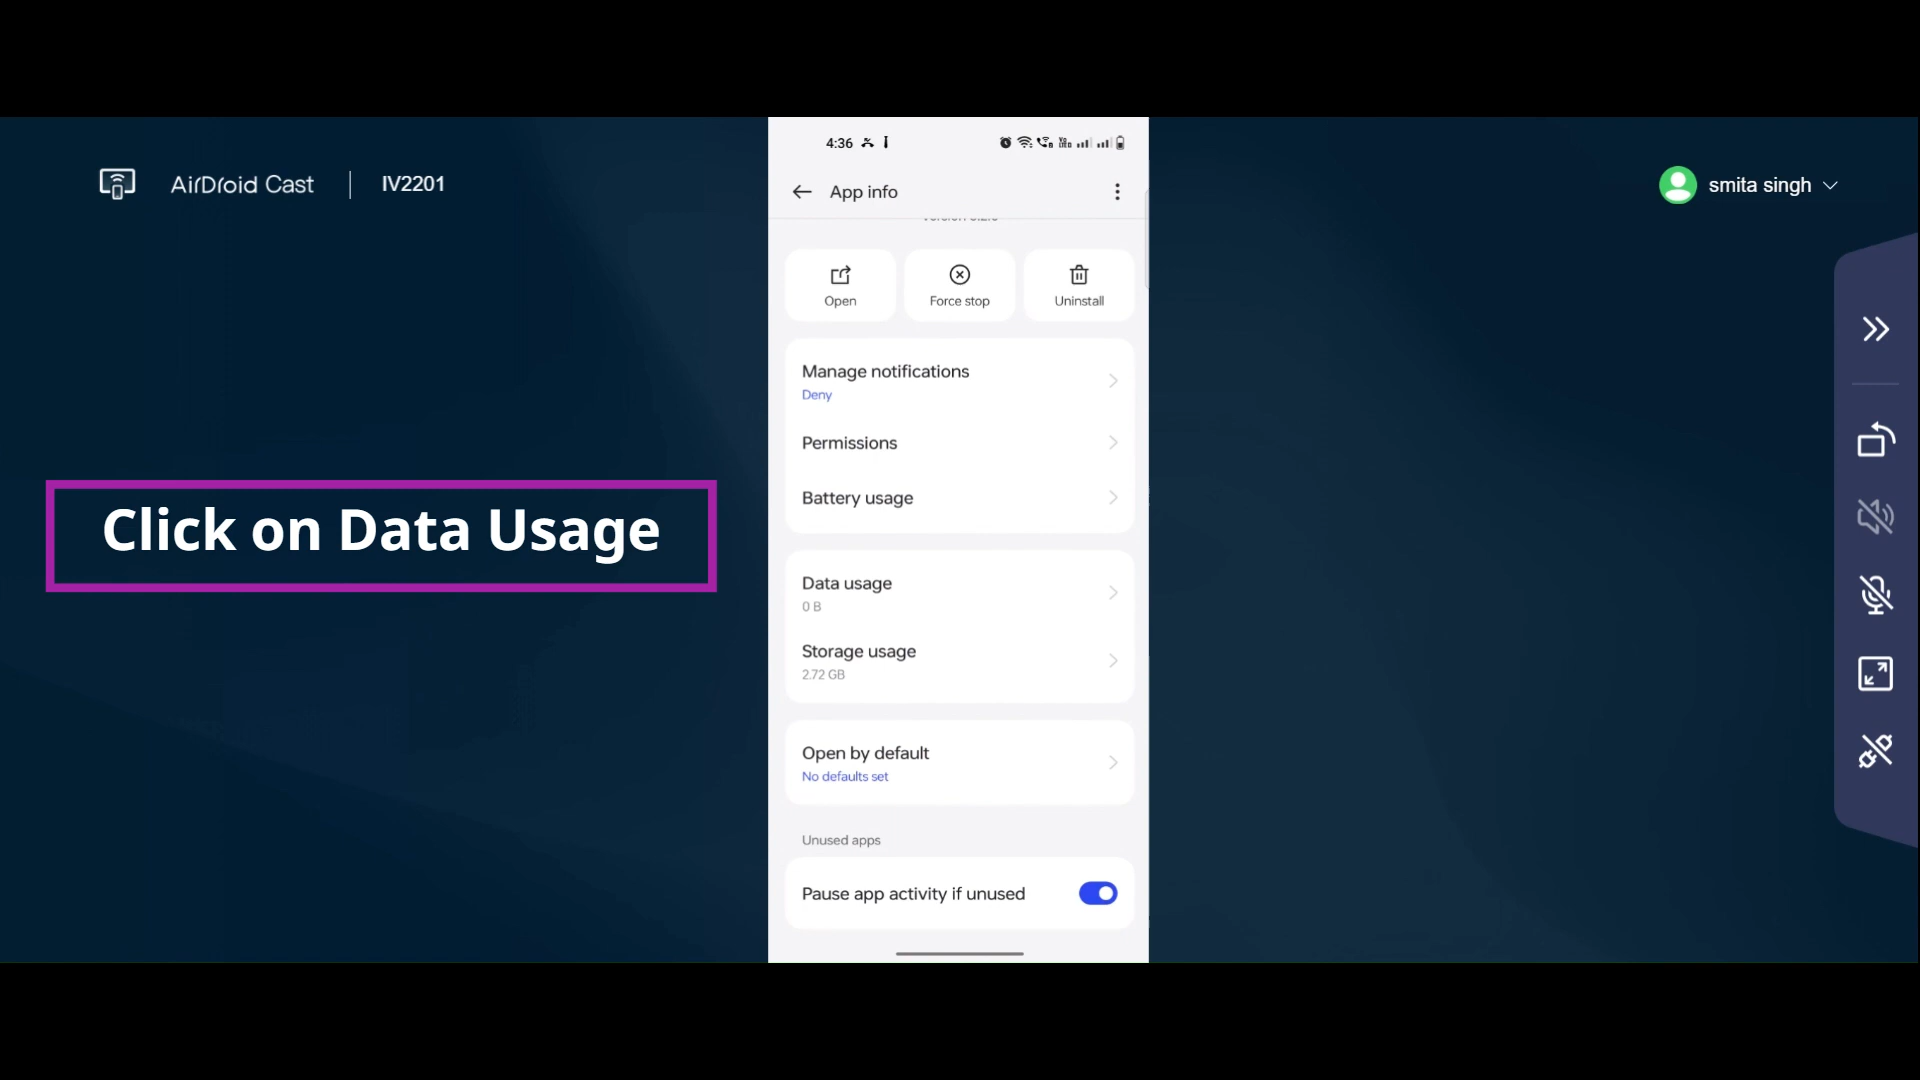 4:36
AirDroid Cast | IV2201
smita singh
App info
Open
Force stop
Uninstall
Manage notifications
Deny
Permissions
Battery usage
Click on Data Usage
Data usage
0 B
Storage usage
2.72 GB
Open by default
No defaults set
Unused apps
Pause app activity if unused